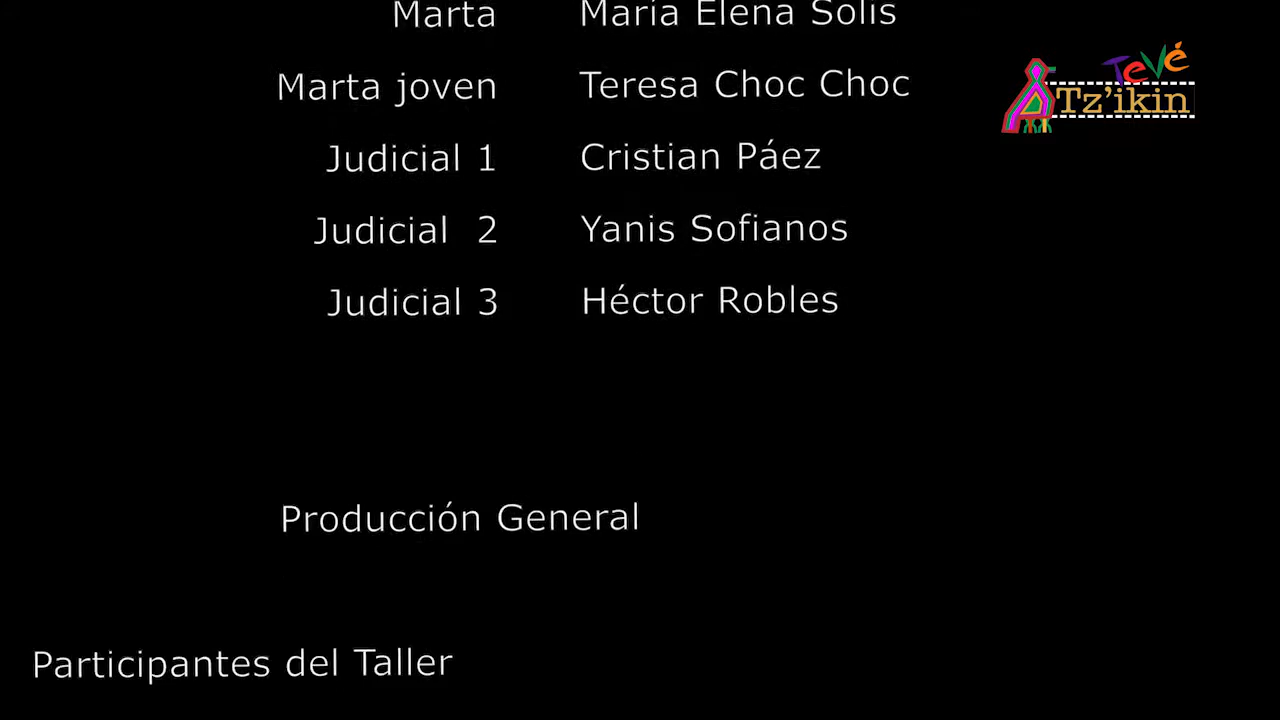 Marta María Elena Solis
Marta joven Teresa Choc Choc
Judicial 1 Cristian Páez
Judicial 2 Yanis Sofianos
Judicial 3 Héctor Robles
Producción General
Participantes del Taller
TeVé
Tz'ikin